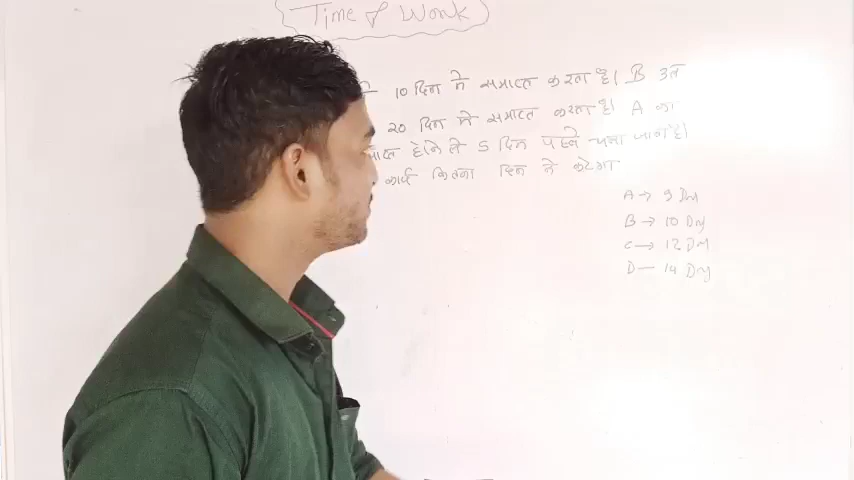 Time & Work
10 दिन में समाप्त करता है। B उसे
20 दिन में समाप्त करता है। A का
होने से 5 दिन पहले चला जाता है।
कार्य कितना दिन में करेगा
A → 9 Day
B → 10 Day
C → 12 Day
D — 14 Day